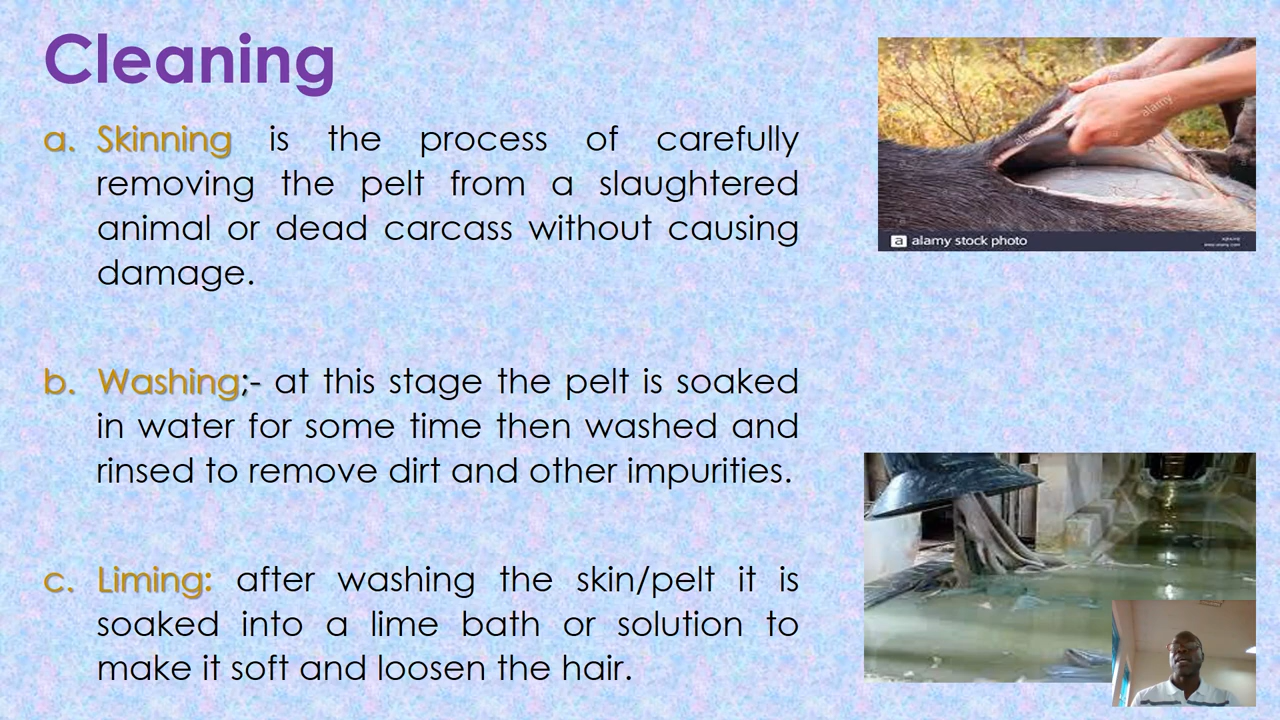 Cleaning
a. Skinning is the process of carefully
removing the pelt from a slaughtered
animal or dead carcass without causing
damage.
b. Washing;- at this stage the pelt is soaked
in water for some time then washed and
rinsed to remove dirt and other impurities.
c. Liming: after washing the skin/pelt it is
soaked into a lime bath or solution to
make it soft and loosen the hair.
alamy
a alamy stock photo